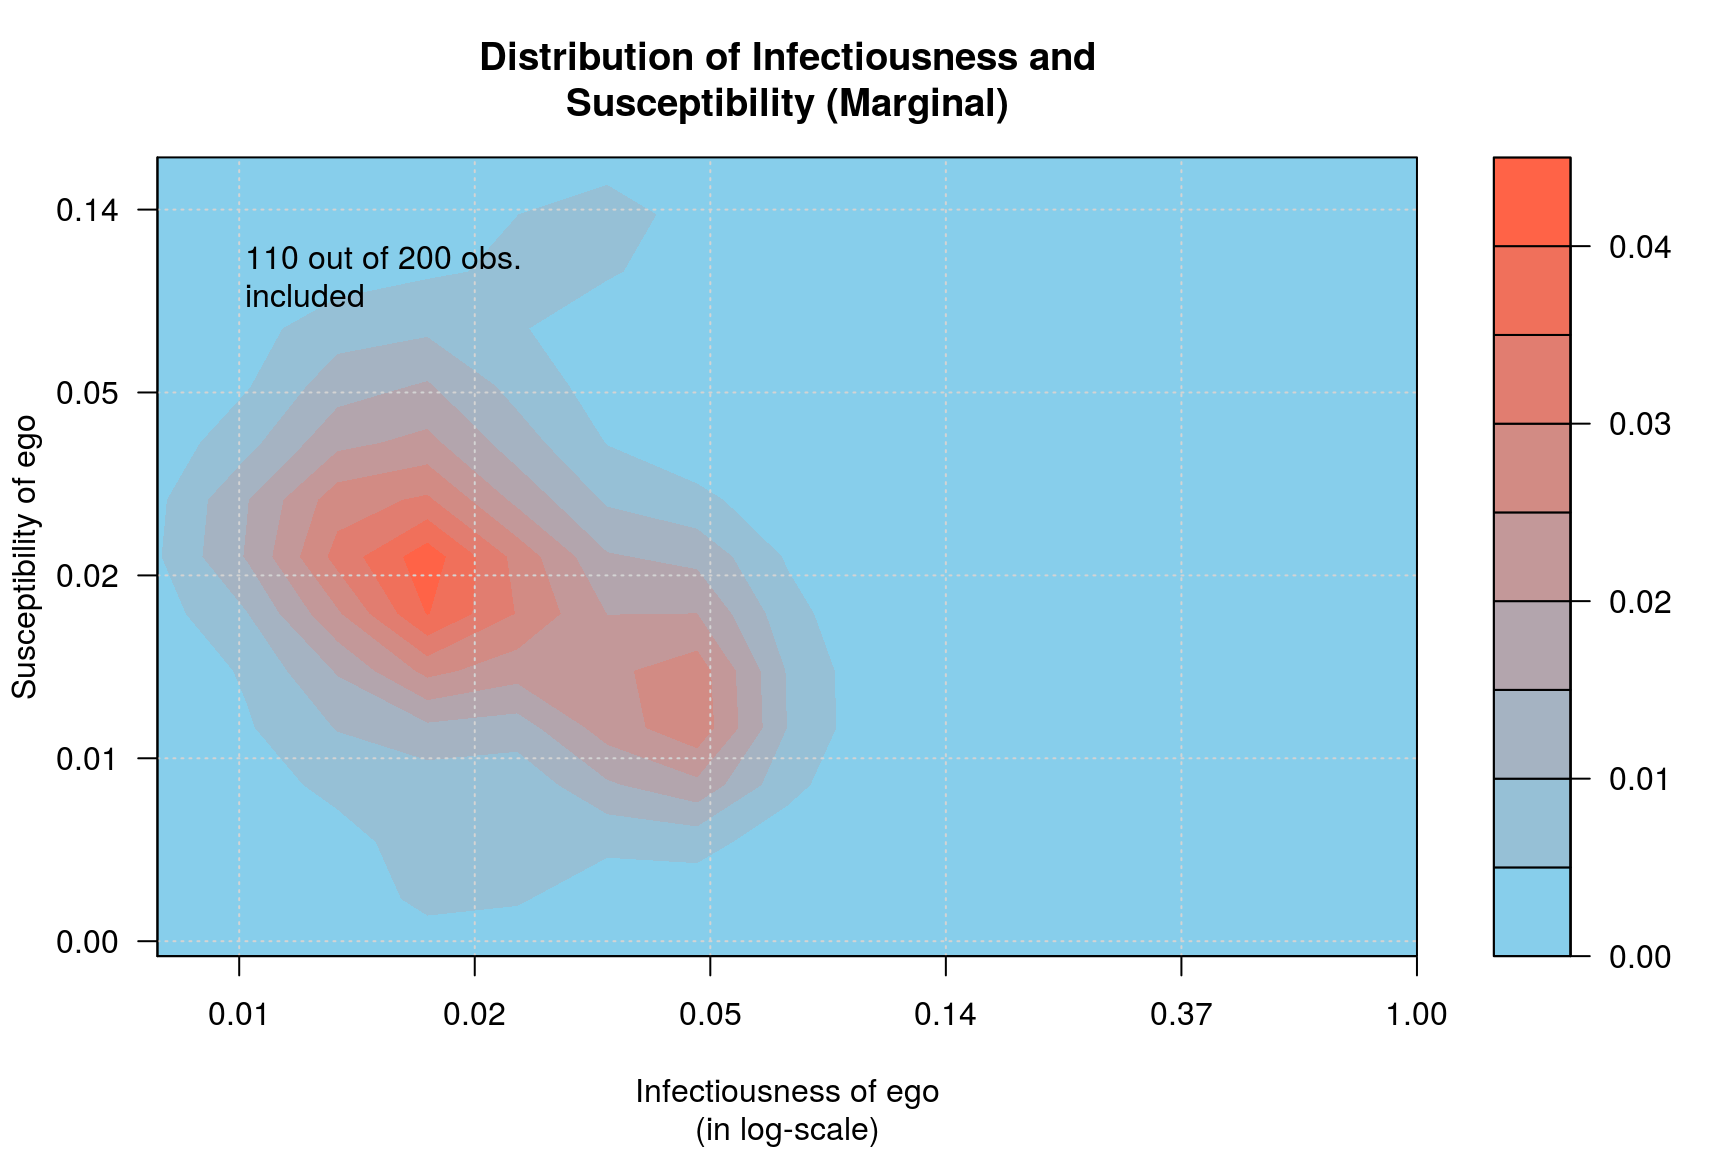 Distribution of Infectiousness and
Susceptibility (Marginal)
110 out of 200 obs.
included
Susceptibility of ego
0.14
0.05
0.02
0.01
0.00
0.01
0.02
0.05
0.14
0.37
1.00
Infectiousness of ego
(in log-scale)
0.04
0.03
0.02
0.01
0.00